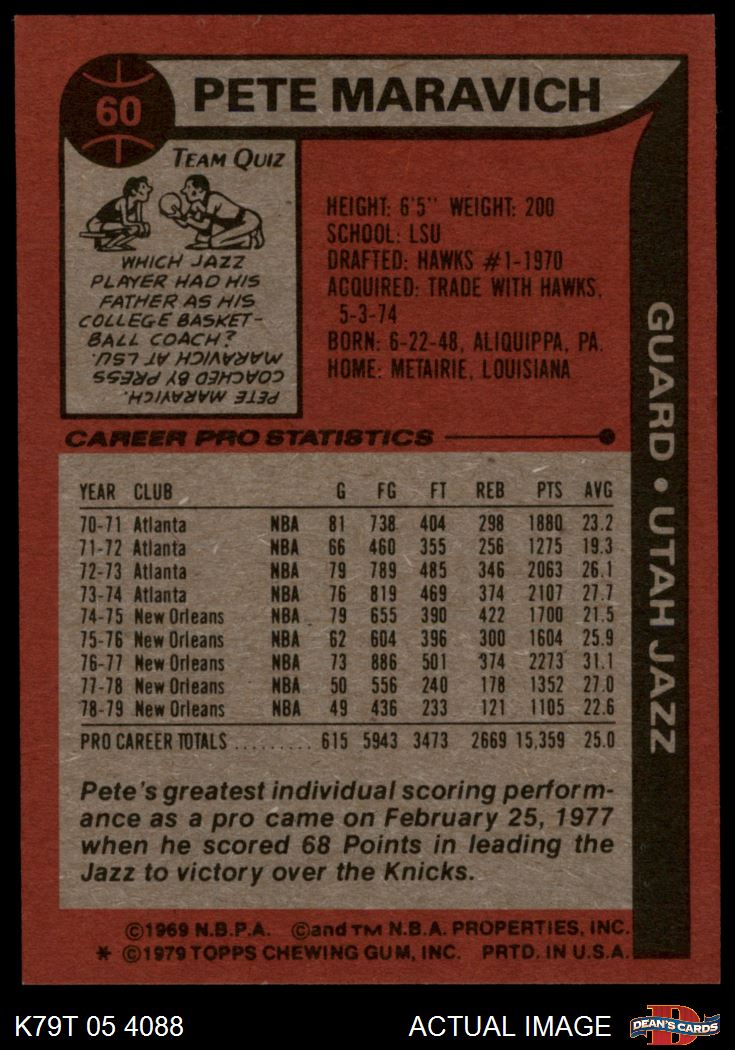 60
PETE MARAVICH
TEAM QUIZ
WHICH JAZZ
PLAYER HAD HIS
FATHER AS HIS
COLLEGE BASKET-
BALL COACH?
PETE MARAVICH.
COACHED BY PRESS
MARAVICH AT LSU.
HEIGHT: 6'5" WEIGHT: 200
SCHOOL: LSU
DRAFTED: HAWKS #1-1970
ACQUIRED: TRADE WITH HAWKS,
5-3-74
BORN: 6-22-48, ALIQUIPPA, PA.
HOME: METAIRIE, LOUISIANA
GUARD • UTAH JAZZ
CAREER PRO STATISTICS
YEAR CLUB G FG FT REB PTS AVG
70-71 Atlanta NBA 81 738 404 298 1880 23.2
71-72 Atlanta NBA 66 460 355 256 1275 19.3
72-73 Atlanta NBA 79 789 485 346 2063 26.1
73-74 Atlanta NBA 76 819 469 374 2107 27.7
74-75 New Orleans NBA 79 655 390 422 1700 21.5
75-76 New Orleans NBA 62 604 396 300 1604 25.9
76-77 New Orleans NBA 73 886 501 374 2273 31.1
77-78 New Orleans NBA 50 556 240 178 1352 27.0
78-79 New Orleans NBA 49 436 233 121 1105 22.6
PRO CAREER TOTALS ......... 615 5943 3473 2669 15,359 25.0
Pete's greatest individual scoring perform-
ance as a pro came on February 25, 1977
when he scored 68 Points in leading the
Jazz to victory over the Knicks.
©1969 N.B.P.A. ©and TM N.B.A. PROPERTIES, INC.
* ©1979 TOPPS CHEWING GUM, INC. PRTD. IN U.S.A.
K79T 05 4088
ACTUAL IMAGE
D
DEAN'S CARDS